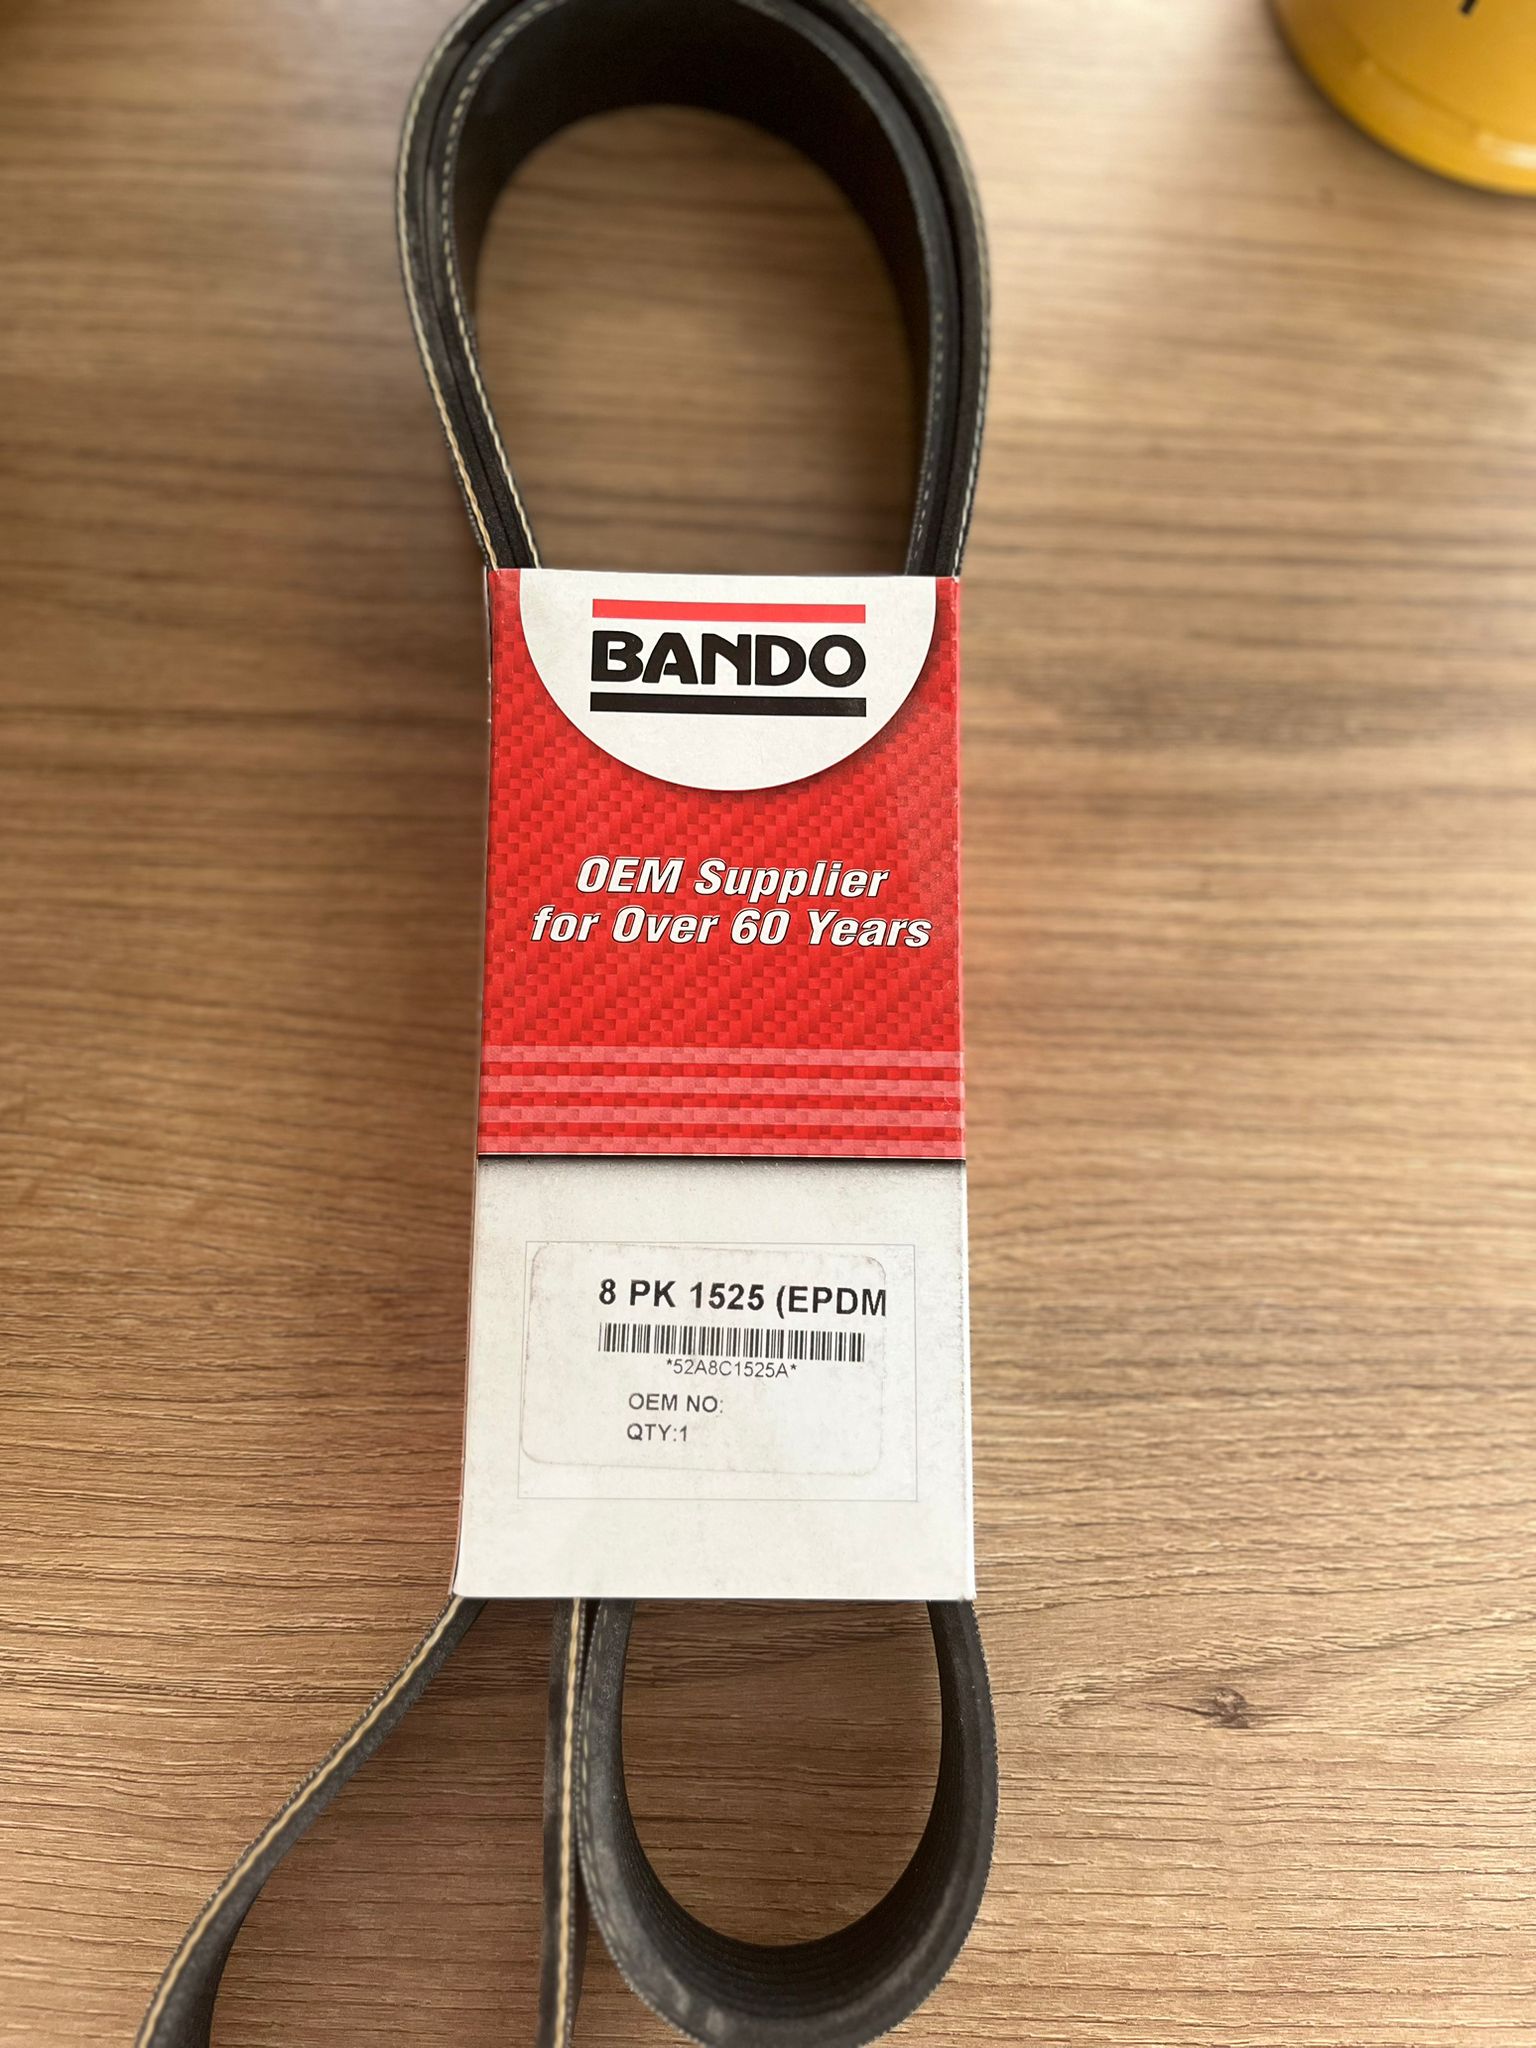 BANDO
OEM Supplier
for Over 60 Years
8 PK 1525 (EPDM
*52A8C1525A*
OEM NO:
QTY:1